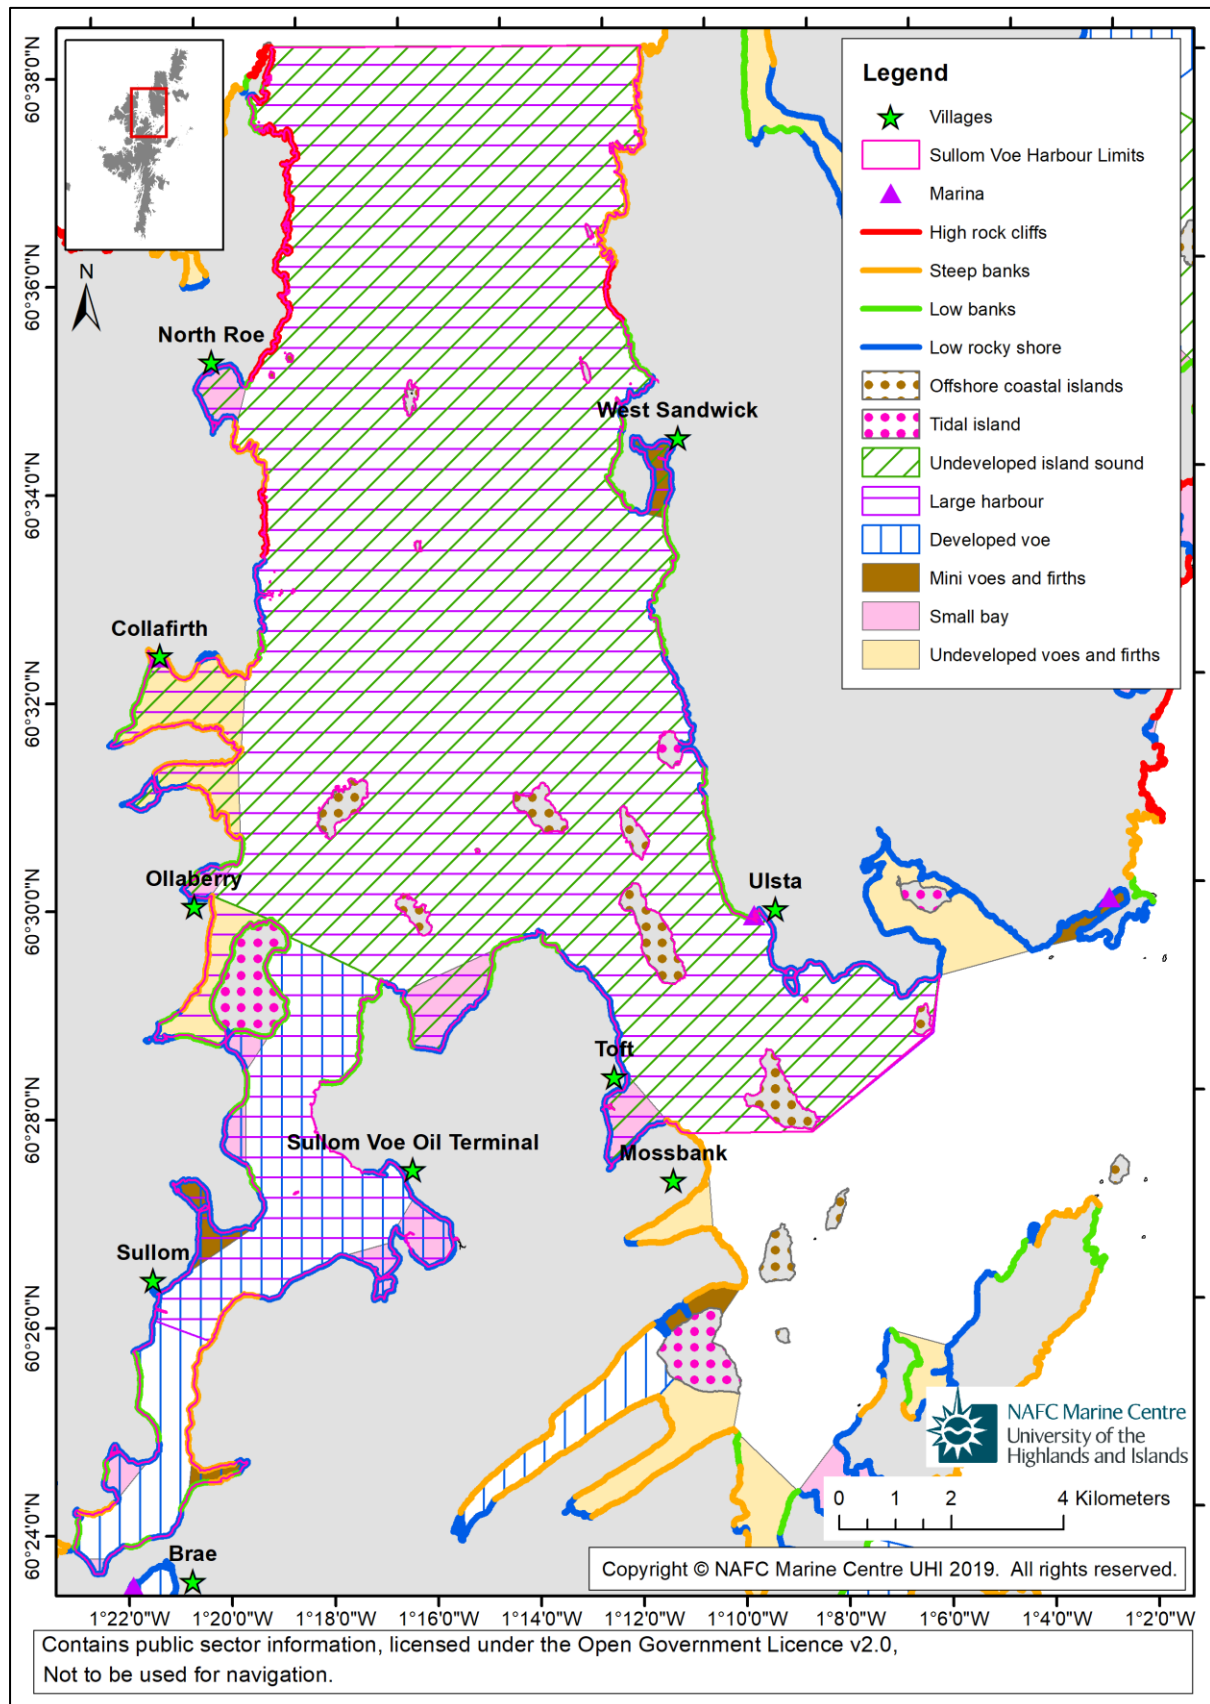 60°38'0"N
60°36'0"N
60°34'0"N
60°32'0"N
60°30'0"N
60°28'0"N
60°26'0"N
60°24'0"N
N
North Roe
West Sandwick
Collafirth
Ollaberry
Ulsta
Toft
Sullom Voe Oil Terminal
Mossbank
Sullom
Brae
Legend
Villages
Sullom Voe Harbour Limits
Marina
High rock cliffs
Steep banks
Low banks
Low rocky shore
Offshore coastal islands
Tidal island
Undeveloped island sound
Large harbour
Developed voe
Mini voes and firths
Small bay
Undeveloped voes and firths
NAFC Marine Centre
University of the
Highlands and Islands
0 1 2 4 Kilometers
Copyright © NAFC Marine Centre UHI 2019. All rights reserved.
1°22'0"W 1°20'0"W 1°18'0"W 1°16'0"W 1°14'0"W 1°12'0"W 1°10'0"W 1°8'0"W 1°6'0"W 1°4'0"W 1°2'0"W
Contains public sector information, licensed under the Open Government Licence v2.0,
Not to be used for navigation.